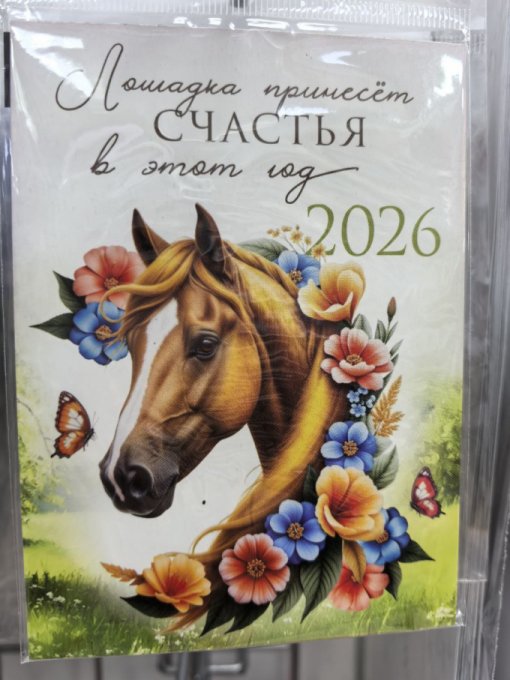 Лошадка принесёт
СЧАСТЬЯ
в этот год
2026